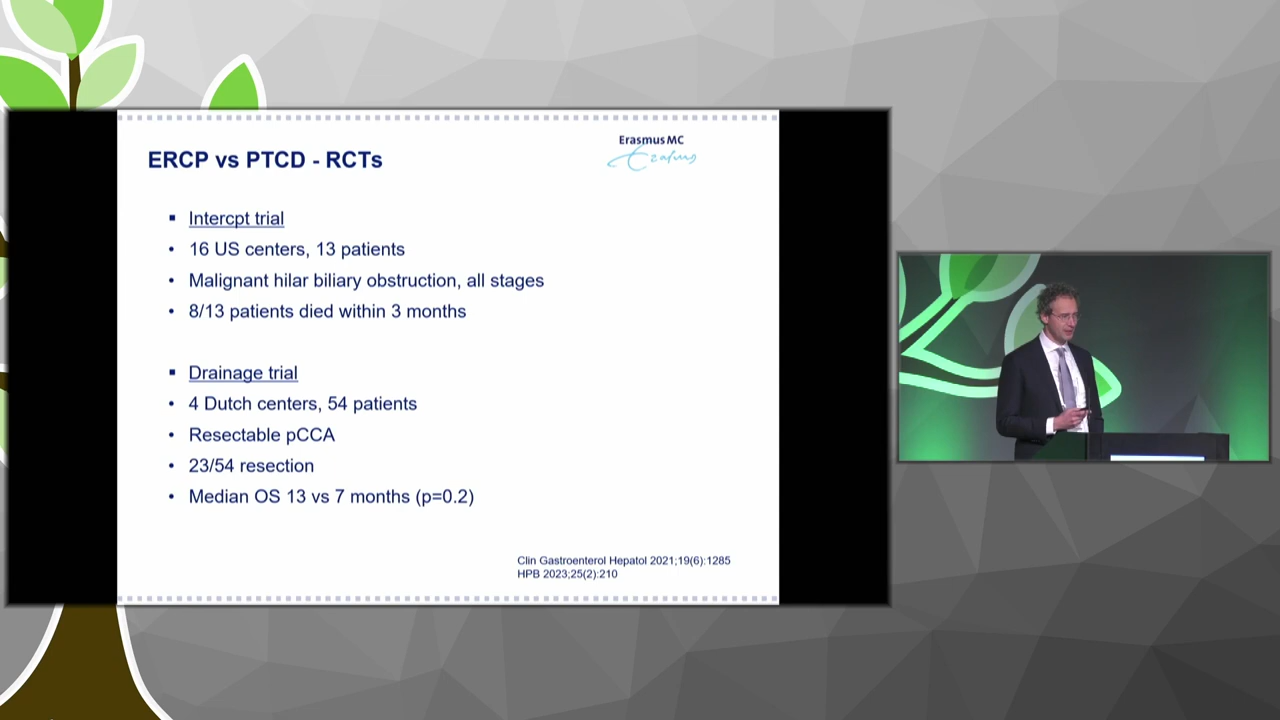 Erasmus MC
Erasmus
ERCP vs PTCD - RCTs
Intercpt trial
16 US centers, 13 patients
Malignant hilar biliary obstruction, all stages
8/13 patients died within 3 months
Drainage trial
4 Dutch centers, 54 patients
Resectable pCCA
23/54 resection
Median OS 13 vs 7 months (p=0.2)
Clin Gastroenterol Hepatol 2021;19(6):1285
HPB 2023;25(2):210